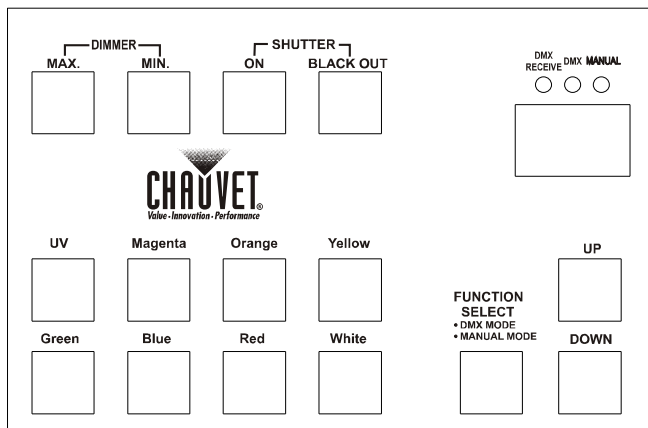 DIMMER
MAX. MIN.
SHUTTER
ON BLACK OUT
DMX
RECEIVE DMX MANUAL
CHAUVET®
Value - Innovation - Performance
UV Magenta Orange Yellow
UP
FUNCTION
SELECT
• DMX MODE
• MANUAL MODE
Green Blue Red White
DOWN